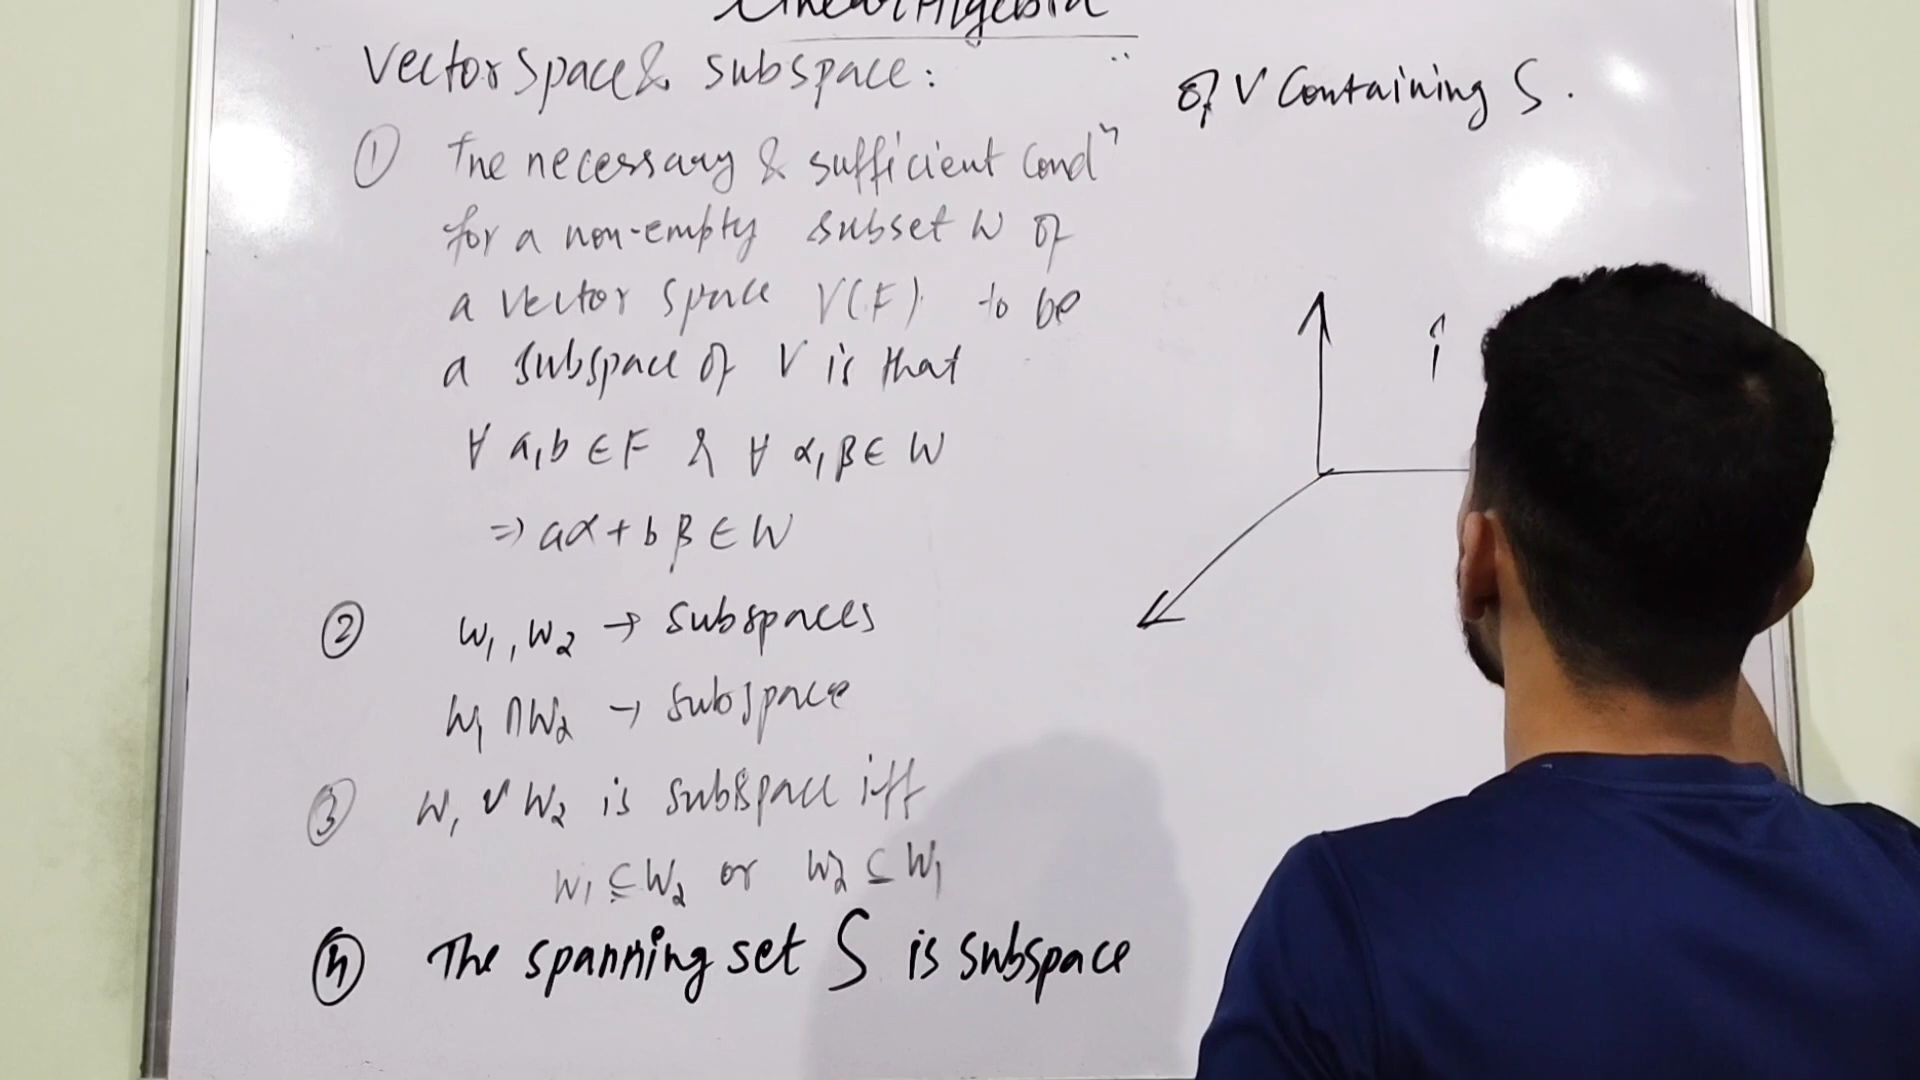 Linear Algebra
Vector Space & subspace:
① The necessary & sufficient condⁿ
for a non-empty subset W of
a vector space V(F) to be
a subspace of V is that
∀ a,b ∈ F & ∀ α,β ∈ W
⇒ aα + bβ ∈ W
② W₁, W₂ → subspaces
W₁ ∩ W₂ → subspace
③ W₁ ∪ W₂ is subspace iff
W₁ ⊆ W₂ or W₂ ⊆ W₁
④ The spanning set S is subspace
of V Containing S.
î